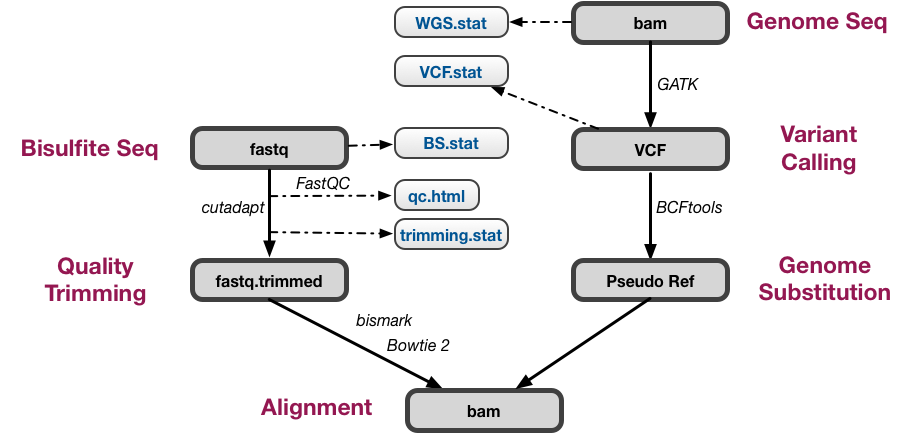 WGS.stat
bam
Genome Seq
VCF.stat
GATK
Bisulfite Seq
fastq
BS.stat
VCF
Variant
Calling
FastQC
qc.html
cutadapt
BCFtools
trimming.stat
Quality
Trimming
fastq.trimmed
Pseudo Ref
Genome
Substitution
bismark
Bowtie 2
Alignment
bam